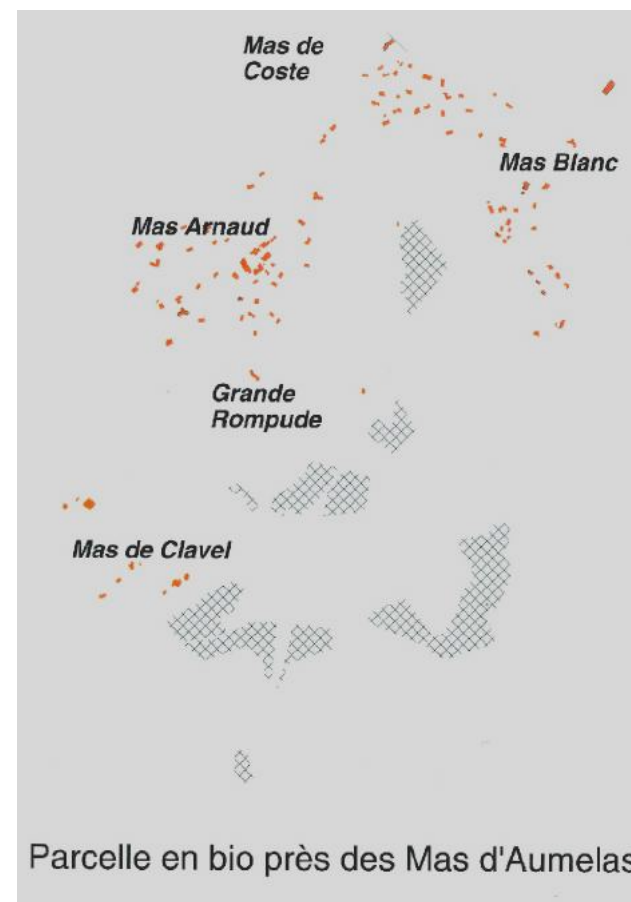 Mas de
Coste
Mas Blanc
Mas Arnaud
Grande
Rompude
Mas de Clavel
Parcelle en bio près des Mas d'Aumelas